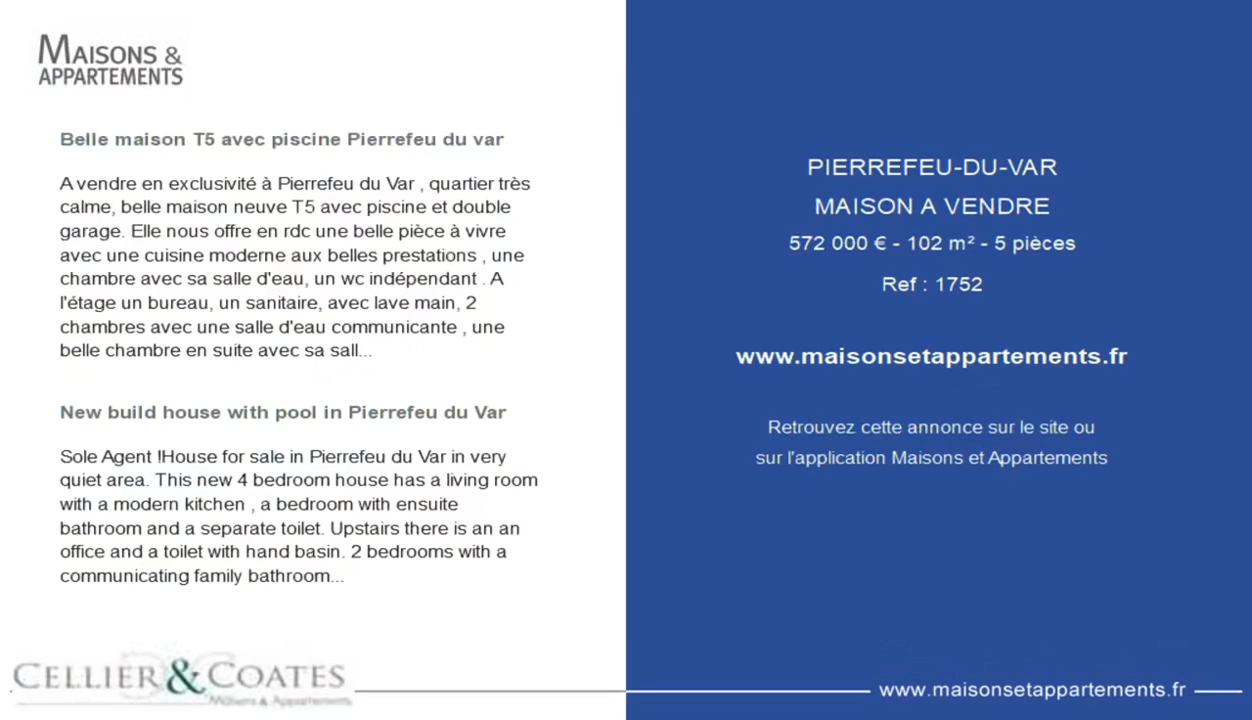 MAISONS &
APPARTEMENTS
Belle maison T5 avec piscine Pierrefeu du var
A vendre en exclusivité à Pierrefeu du Var , quartier très
calme, belle maison neuve T5 avec piscine et double
garage. Elle nous offre en rdc une belle pièce à vivre
avec une cuisine moderne aux belles prestations , une
chambre avec sa salle d'eau, un wc indépendant . A
l'étage un bureau, un sanitaire, avec lave main, 2
chambres avec une salle d'eau communicante , une
belle chambre en suite avec sa sall...
New build house with pool in Pierrefeu du Var
Sole Agent !House for sale in Pierrefeu du Var in very
quiet area. This new 4 bedroom house has a living room
with a modern kitchen , a bedroom with ensuite
bathroom and a separate toilet. Upstairs there is an an
office and a toilet with hand basin. 2 bedrooms with a
communicating family bathroom...
CELLIER & COATES
Maisons & Appartements
PIERREFEU-DU-VAR
MAISON A VENDRE
572 000 € - 102 m² - 5 pièces
Ref : 1752
www.maisonsetappartements.fr
Retrouvez cette annonce sur le site ou
sur l'application Maisons et Appartements
www.maisonsetappartements.fr